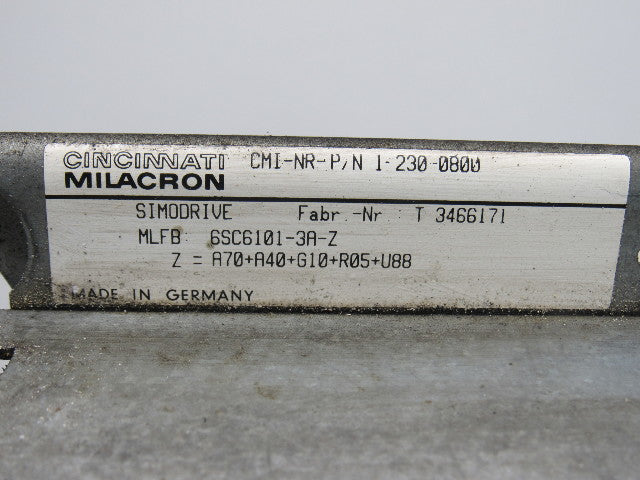 CINCINNATI CMI-NR-P/N 1-230-0800
MILACRON
SIMODRIVE Fabr.-Nr T 3466171
MLFB 6SC6101-3A-Z
Z = A70+A40+G10+R05+U88
MADE IN GERMANY